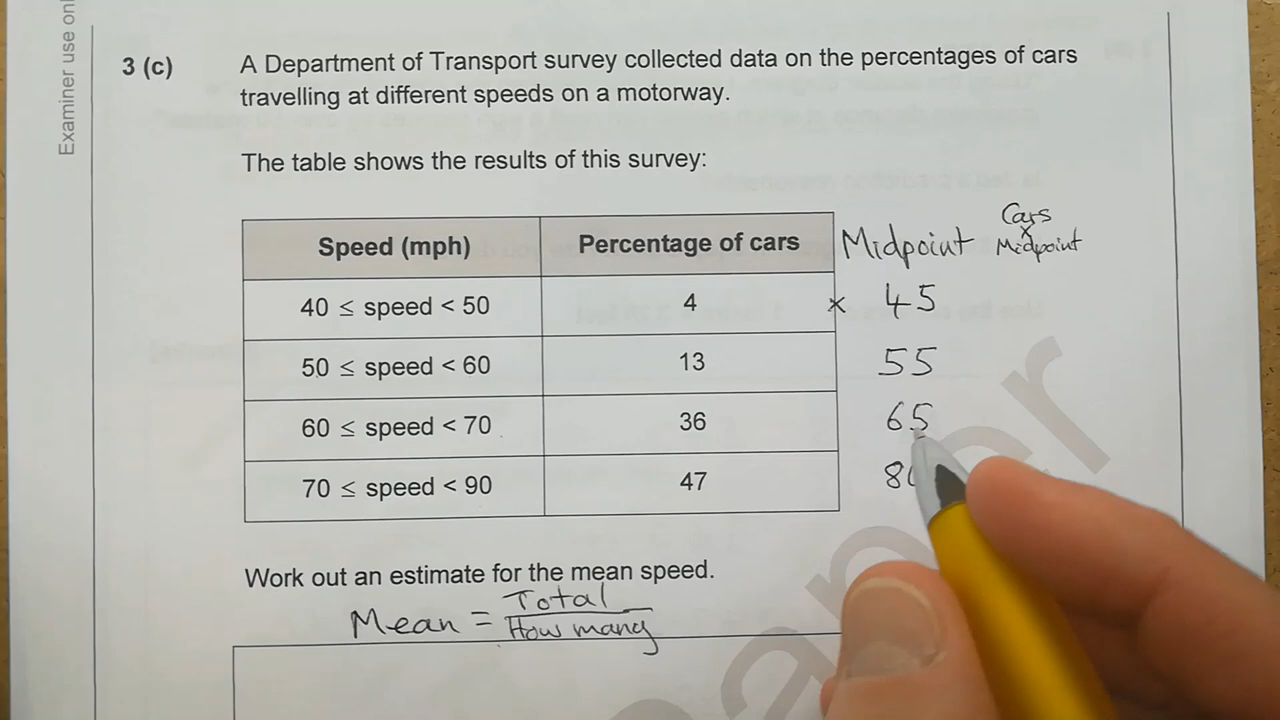 Examiner use onl
3 (c)
A Department of Transport survey collected data on the percentages of cars
travelling at different speeds on a motorway.
The table shows the results of this survey:
Speed (mph) Percentage of cars Midpoint Cars × Midpoint
40 ≤ speed < 50 4 × 45
50 ≤ speed < 60 13 55
60 ≤ speed < 70 36 65
70 ≤ speed < 90 47 80
Work out an estimate for the mean speed.
Mean = Total
How many